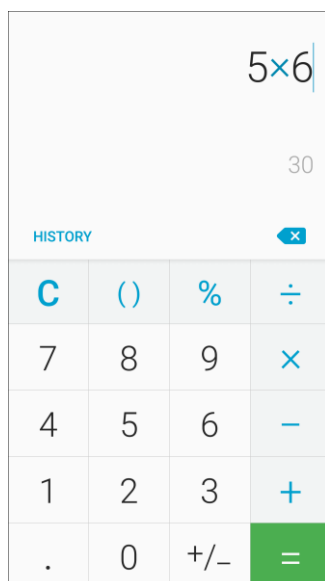 5×6
30
HISTORY
C ( ) % ÷
7 8 9 ×
4 5 6 −
1 2 3 +
. 0 +/− =